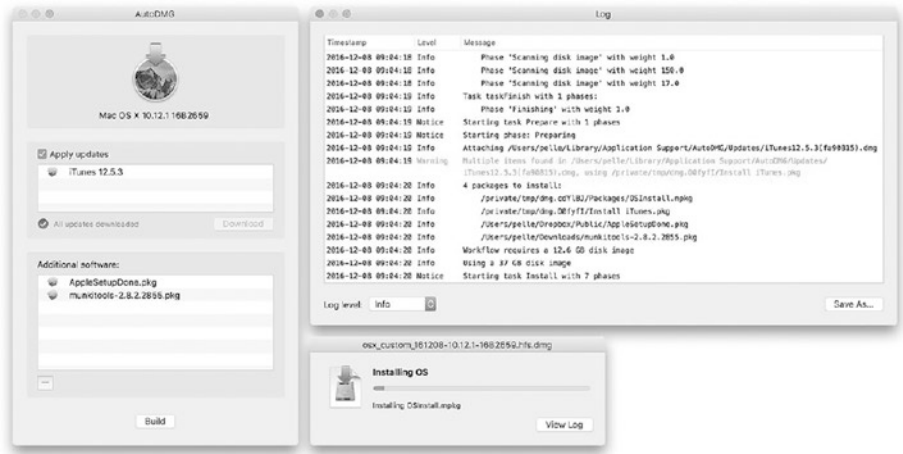 AutoDMG
Mac OS X 10.12.1 16B2659
Apply updates
iTunes 12.5.3
All updates downloaded
Download
Additional software:
AppleSetupDone.pkg
munkitools-2.8.2.2855.pkg
Build
Log
Timestamp Level Message
2016-12-08 09:04:18 Info Phase 'Scanning disk image' with weight 1.0
2016-12-08 09:04:18 Info Phase 'Scanning disk image' with weight 150.0
2016-12-08 09:04:18 Info Phase 'Scanning disk image' with weight 17.0
2016-12-08 09:04:19 Info Task taskFinish with 1 phases:
2016-12-08 09:04:19 Info Phase 'Finishing' with weight 1.0
2016-12-08 09:04:19 Notice Starting task Prepare with 1 phases
2016-12-08 09:04:19 Notice Starting phase: Preparing
2016-12-08 09:04:19 Info Attaching /Users/pelle/Library/Application Support/AutoDMG/Updates/iTunes12.5.3(fa90815).dmg
2016-12-08 09:04:19 Warning Multiple items found in /Users/pelle/Library/Application Support/AutoDMG/Updates/
iTunes12.5.3(fa90815).dmg, using /private/tmp/dmg.D8fyfI/Install iTunes.pkg
2016-12-08 09:04:20 Info 4 packages to install:
2016-12-08 09:04:20 Info /private/tmp/dmg.cdYlBJ/Packages/OSInstall.mpkg
2016-12-08 09:04:20 Info /private/tmp/dmg.D8fyfI/Install iTunes.pkg
2016-12-08 09:04:20 Info /Users/pelle/Dropbox/Public/AppleSetupDone.pkg
2016-12-08 09:04:20 Info /Users/pelle/Downloads/munkitools-2.8.2.2855.pkg
2016-12-08 09:04:20 Info Workflow requires a 12.6 GB disk image
2016-12-08 09:04:20 Info Using a 37 GB disk image
2016-12-08 09:04:20 Notice Starting task Install with 7 phases
Log level: Info
Save As...
osx_custom_161208-10.12.1-16B2659.hfs.dmg
Installing OS
Installing OSInstall.mpkg
View Log